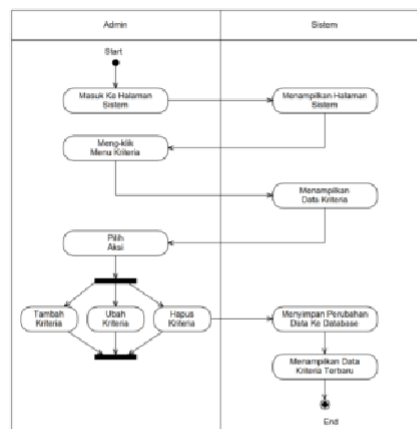 Admin
Sistem
Start
Masuk Ke Halaman
Sistem
Menampilkan Halaman
Sistem
Meng-klik
Menu Kriteria
Menampilkan
Data Kriteria
Pilih
Aksi
Tambah
Kriteria
Ubah
Kriteria
Hapus
Kriteria
Menyimpan Perubahan
Data Ke Database
Menampilkan Data
Kriteria Terbaru
End